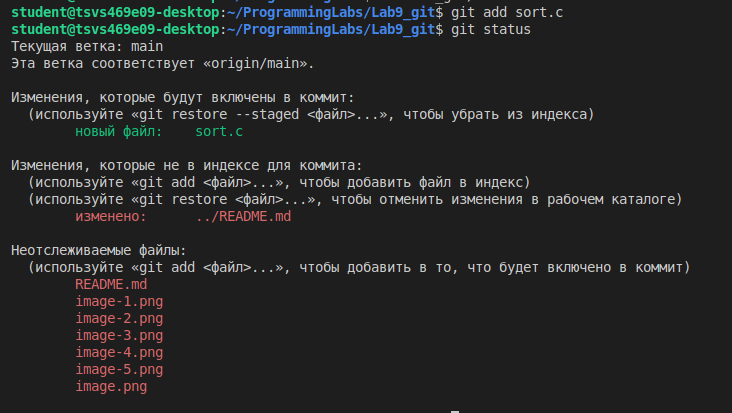 student@tsvs469e09-desktop:~/ProgrammingLabs/Lab9_git$ git add sort.c
student@tsvs469e09-desktop:~/ProgrammingLabs/Lab9_git$ git status
Текущая ветка: main
Эта ветка соответствует «origin/main».

Изменения, которые будут включены в коммит:
  (используйте «git restore --staged <файл>...», чтобы убрать из индекса)
        новый файл:    sort.c

Изменения, которые не в индексе для коммита:
  (используйте «git add <файл>...», чтобы добавить файл в индекс)
  (используйте «git restore <файл>...», чтобы отменить изменения в рабочем каталоге)
        изменено:      ../README.md

Неотслеживаемые файлы:
  (используйте «git add <файл>...», чтобы добавить в то, что будет включено в коммит)
        README.md
        image-1.png
        image-2.png
        image-3.png
        image-4.png
        image-5.png
        image.png